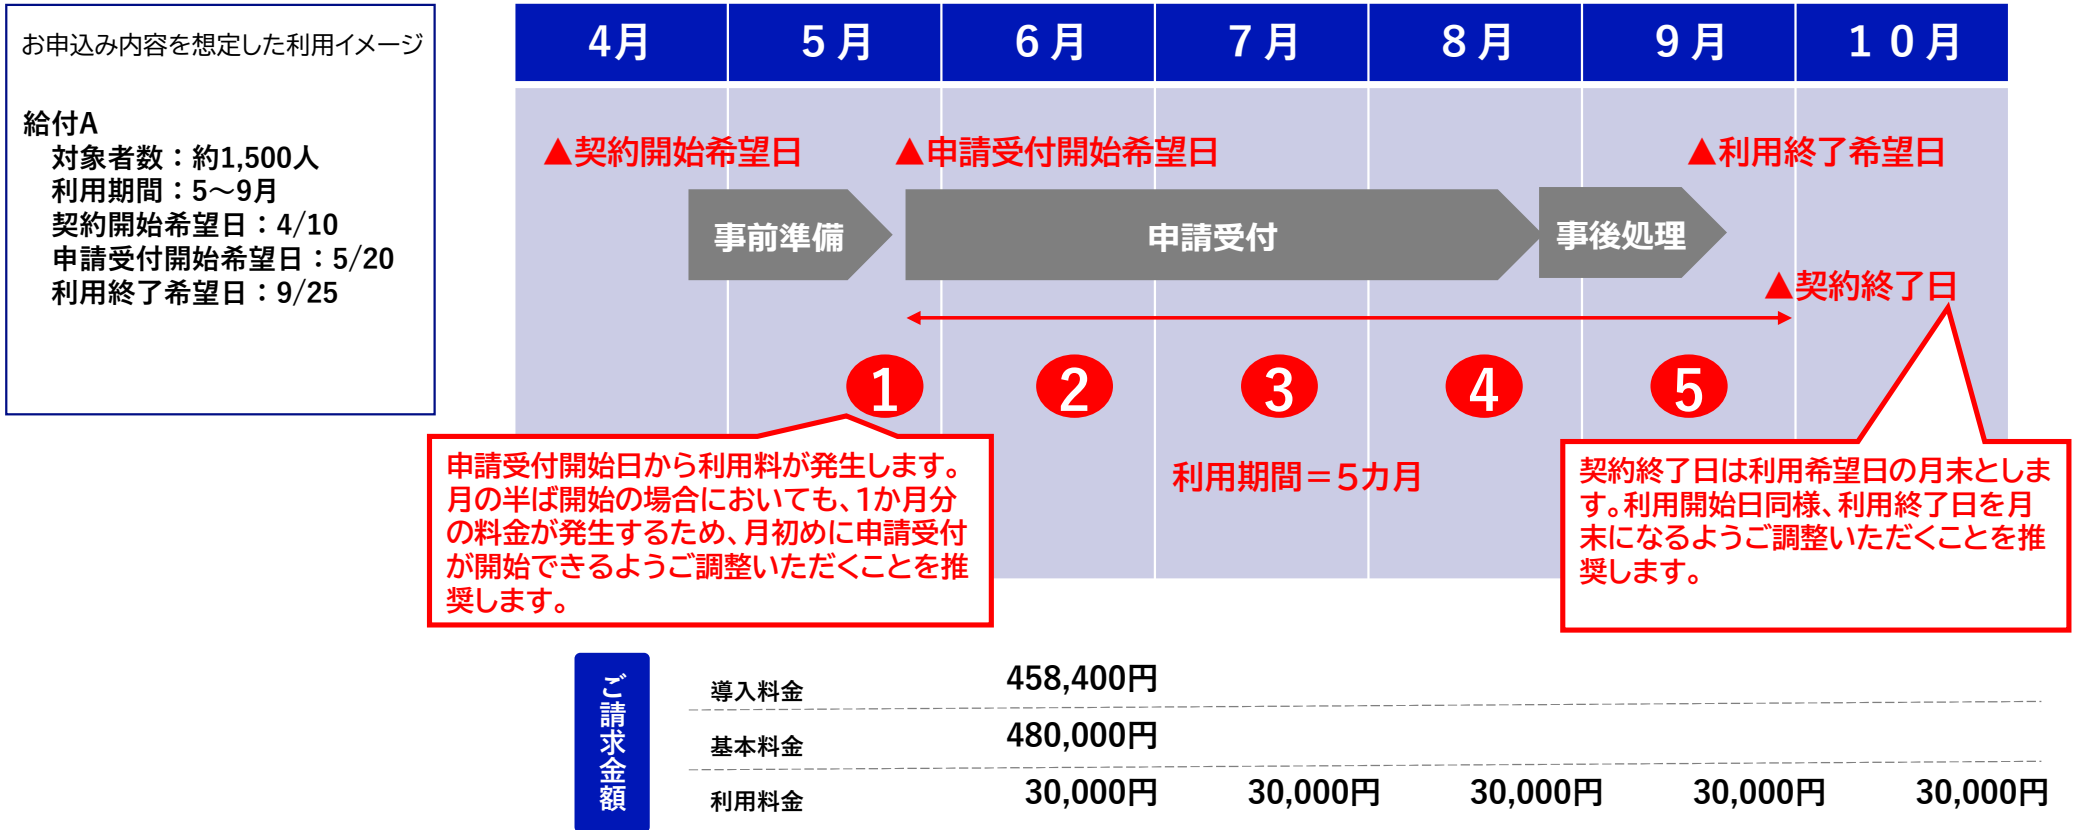 お申込み内容を想定した利用イメージ
給付A
対象者数：約1,500人
利用期間：5～9月
契約開始希望日：4/10
申請受付開始希望日：5/20
利用終了希望日：9/25
4月 5月 6月 7月 8月 9月 10月
▲契約開始希望日 ▲申請受付開始希望日 ▲利用終了希望日
事前準備 申請受付 事後処理
▲契約終了日
1 2 3 4 5
申請受付開始日から利用料が発生します。
月の半ば開始の場合においても、1か月分
の料金が発生するため、月初めに申請受付
が開始できるようご調整いただくことを推
奨します。
利用期間＝5カ月
契約終了日は利用希望日の月末としま
す。利用開始日同様、利用終了日を月
末になるようご調整いただくことを推
奨します。
ご請求金額
導入料金 458,400円
基本料金 480,000円
利用料金 30,000円 30,000円 30,000円 30,000円 30,000円